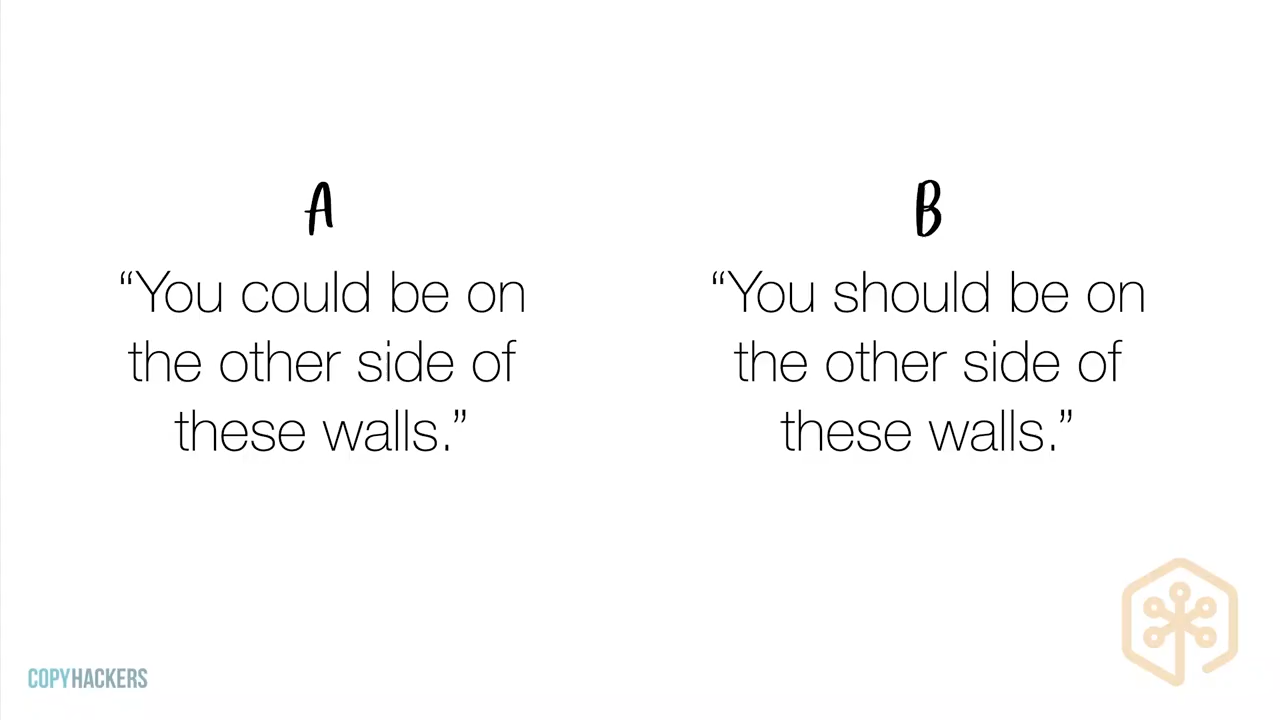 A
“You could be on
the other side of
these walls.”
B
“You should be on
the other side of
these walls.”
COPYHACKERS